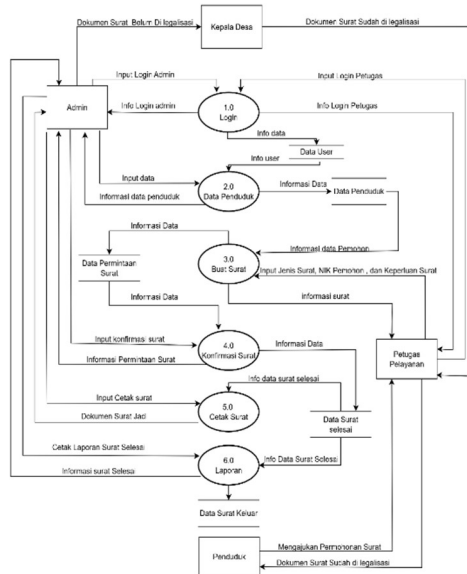 Dokumen Surat Belum Di legalisasi
Kepala Desa
Dokumen Surat Sudah di legalisasi
Input Login Admin
Input Login Petugas
Admin
1.0
Login
Info Login admin
Info Login Petugas
Info data
Data User
Info user
Input data
2.0
Data Penduduk
Informasi Data
Data Penduduk
Informasi data penduduk
Informasi Data
Informasi data Pemohon
Data Permintaan
Surat
3.0
Buat Surat
Input Jenis Surat, NIK Pemohon , dan Keperluan Surat
Informasi Data
informasi surat
Input konfirmasi surat
4.0
Konfirmasi Surat
Informasi Data
Petugas
Pelayanan
Informasi Permintaan Surat
Info data surat selesai
Input Cetak surat
5.0
Cetak Surat
Data Surat
selesai
Dokumen Surat Jadi
Cetak Laporan Surat Selesai
6.0
Laporan
Info Data Surat Selesai
Informasi surat Selesai
Data Surat Keluar
Penduduk
Mengajukan Permohonan Surat
Dokumen Surat Sudah di legalisasi